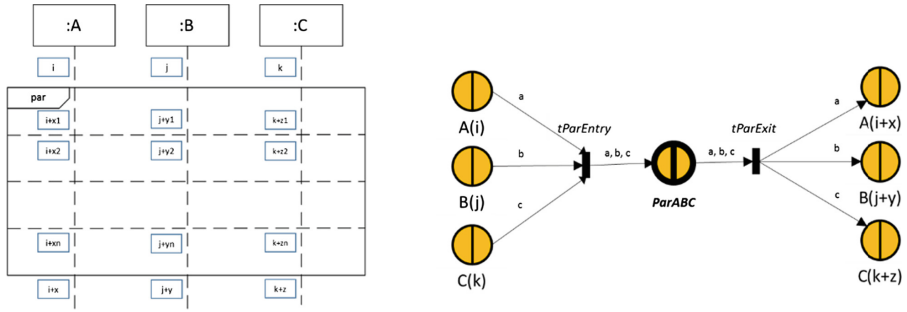 :A :B :C
i j k
par
i+x1 j+y1 k+z1
i+x2 j+y2 k+z2
i+xn j+yn k+zn
i+x j+y k+z
a
a
tParEntry
tParExit
A(i)
A(i+x)
b
a, b, c
a, b, c
b
B(j)
ParABC
B(j+y)
c
c
C(k)
C(k+z)